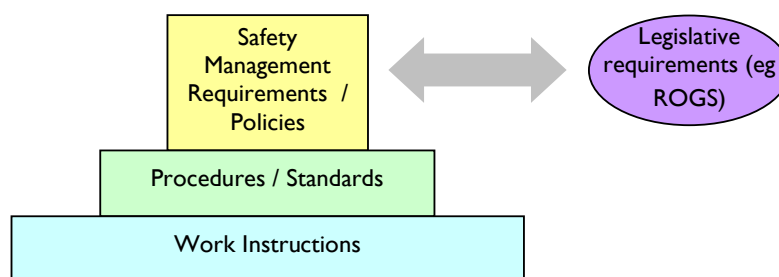 Safety
Management
Requirements /
Policies
Legislative
requirements (eg
ROGS)
Procedures / Standards
Work Instructions